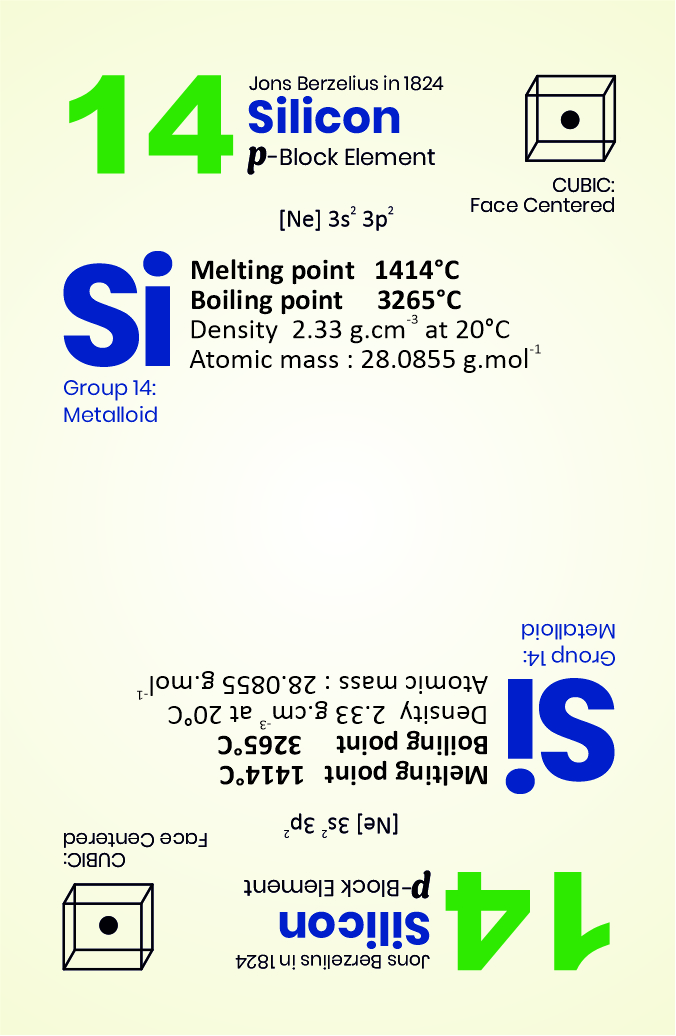 14
Jons Berzelius in 1824
Silicon
p-Block Element
CUBIC:
Face Centered
[Ne] 3s² 3p²
Si
Melting point 1414°C
Boiling point 3265°C
Density 2.33 g.cm⁻³ at 20°C
Atomic mass : 28.0855 g.mol⁻¹
Group 14:
Metalloid
14
Jons Berzelius in 1824
Silicon
p-Block Element
CUBIC:
Face Centered
[Ne] 3s² 3p²
Si
Melting point 1414°C
Boiling point 3265°C
Density 2.33 g.cm⁻³ at 20°C
Atomic mass : 28.0855 g.mol⁻¹
Group 14:
Metalloid